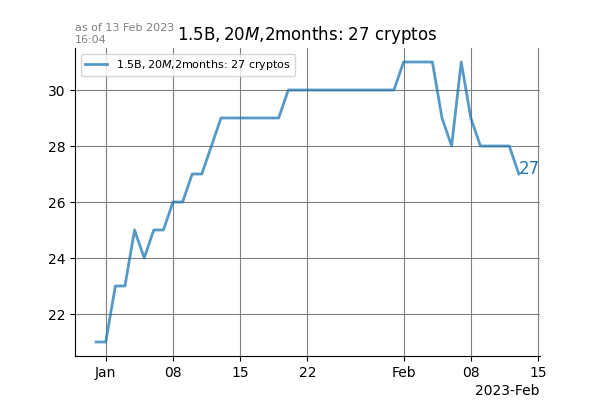 as of 13 Feb 2023
16:04
1.5B, 20M,2months: 27 cryptos
1.5B, 20M,2months: 27 cryptos
30
28
26
24
22
27
Jan 08 15 22 Feb 08 15
2023-Feb